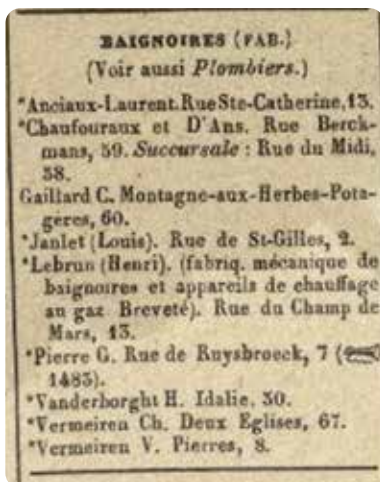 BAIGNOIRES (FAB.)
(Voir aussi Plombiers.)
*Anciaux-Laurent. Rue Ste-Catherine, 13.
*Chaufouraux et D'Ans. Rue Berck-
mans, 59. Succursale : Rue du Midi,
58.
Gaillard C. Montagne-aux-Herbes-Pota-
gères, 60.
*Janlet (Louis). Rue de St-Gilles, 2.
*Lebrun (Henri). (fabriq. mécanique de
baignoires et appareils de chauffage
au gaz Breveté). Rue du Champ de
Mars, 13.
*Pierre G. Rue de Ruysbroeck, 7 (
1483).
*Vanderborght H. Idalie, 30.
*Vermeiren Ch. Deux Eglises, 67.
*Vermeiren V. Pierres, 8.